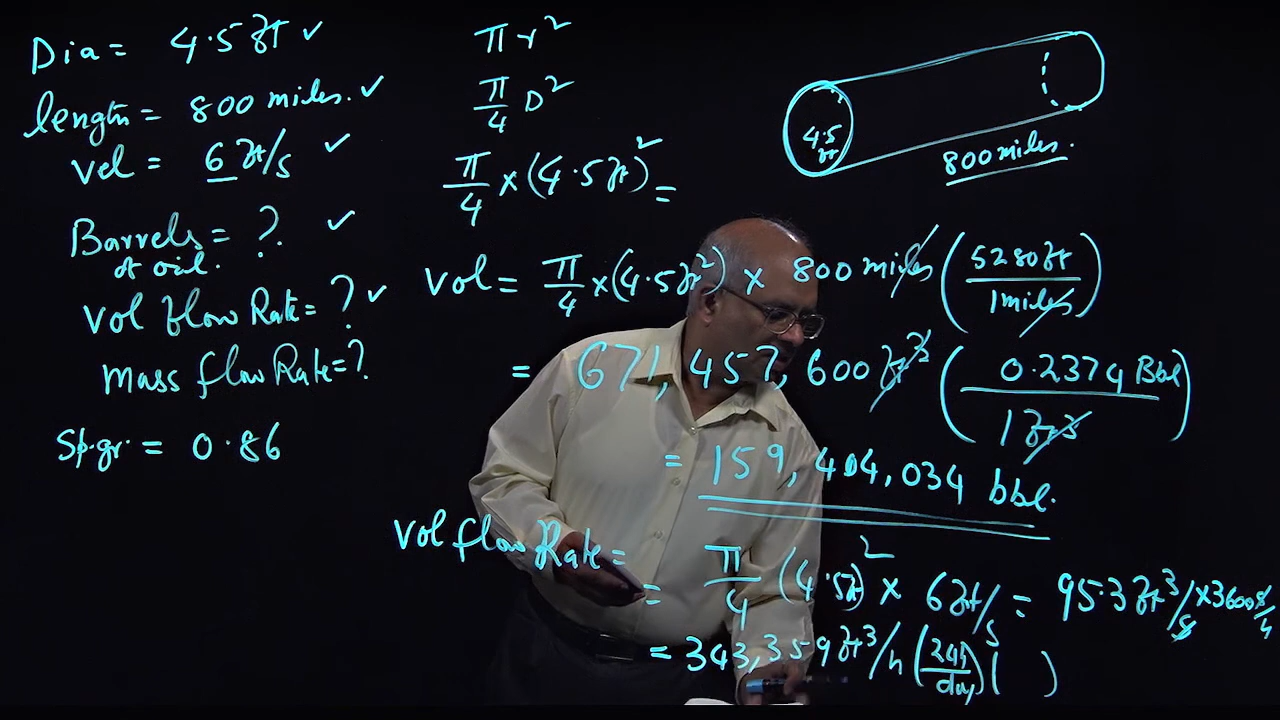 Dia = 4.5 ft ✓
length = 800 miles. ✓
vel = 6 ft/s ✓
Barrels = ? ✓
of oil.
Vol flow Rate = ? ✓
mass flow Rate = ?
Sp.gr. = 0.86
π r²
π/4 D²
π/4 × (4.5 ft)² =
4.5 ft
800 miles.
Vol = π/4 × (4.5 ft²) × 800 miles (5280 ft / 1 miles)
= 671,457,600 ft³ (0.2374 Bbl / 1 ft³)
= 159,404,034 bbl.
Vol flow Rate =
= π/4 (4.5 ft)² × 6 ft/s = 95.3 ft³/s × 3600 s/h
= 343,359 ft³/h (24h/day) ( )